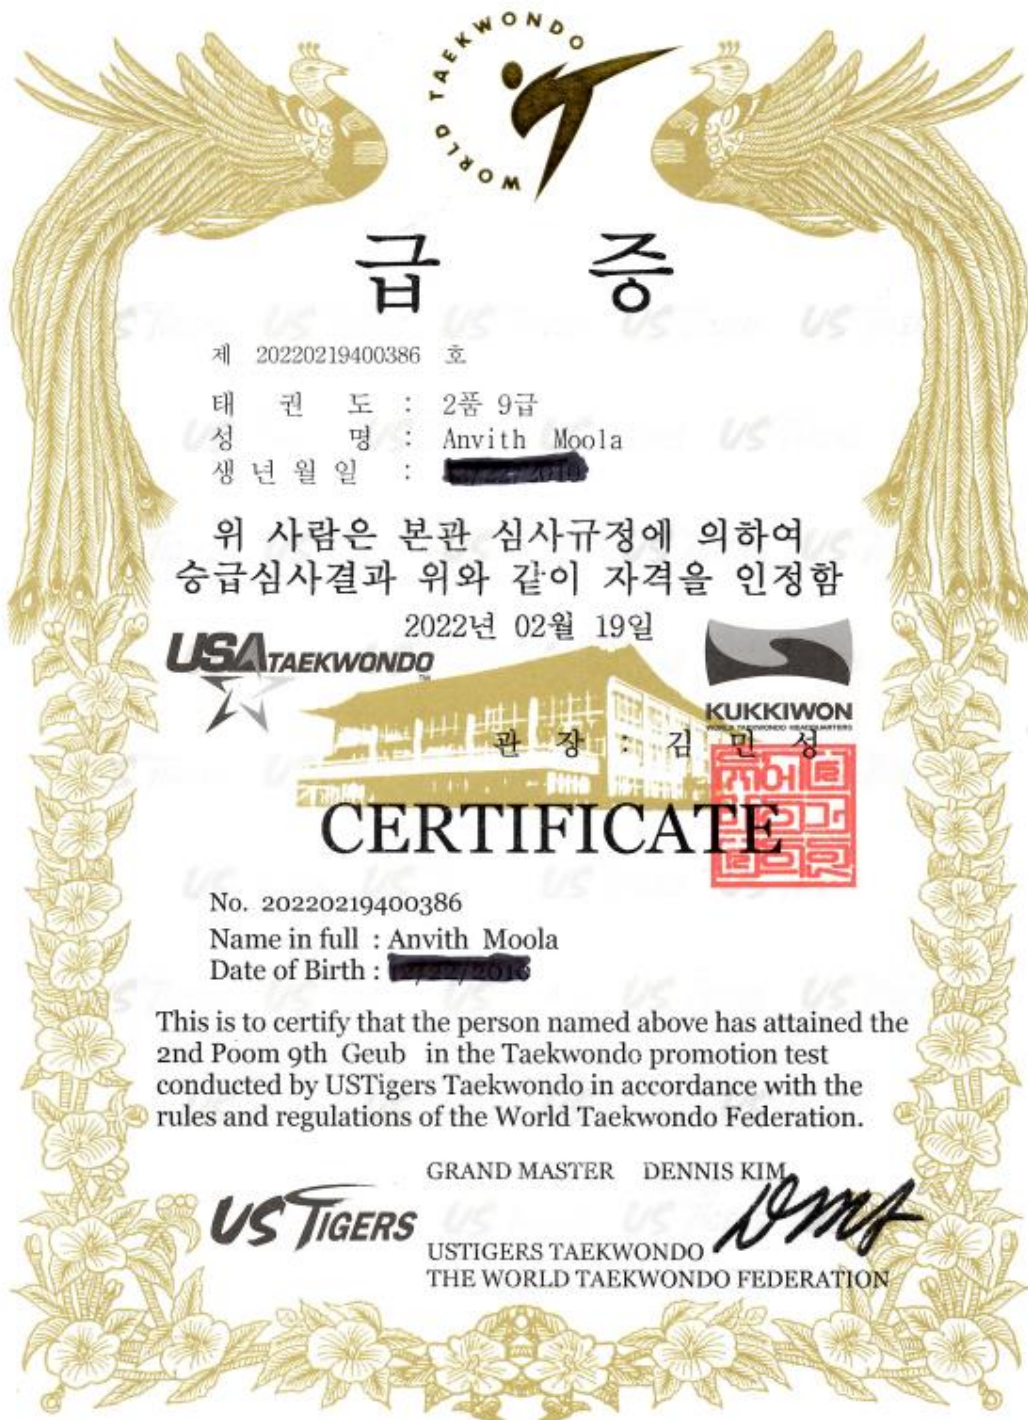 WORLD TAEKWONDO
급 증
제 20220219400386 호
태 권 도 : 2품 9급
성 명 : Anvith Moola
생년월일 :
위 사람은 본관 심사규정에 의하여
승급심사결과 위와 같이 자격을 인정함
2022년 02월 19일
USA TAEKWONDO™
KUKKIWON
WORLD TAEKWONDO HEADQUARTERS
관 장 : 김 민 성
CERTIFICATE
No. 20220219400386
Name in full : Anvith Moola
Date of Birth :
This is to certify that the person named above has attained the
2nd Poom 9th Geub in the Taekwondo promotion test
conducted by USTigers Taekwondo in accordance with the
rules and regulations of the World Taekwondo Federation.
GRAND MASTER DENNIS KIM
US TIGERS
USTIGERS TAEKWONDO
THE WORLD TAEKWONDO FEDERATION